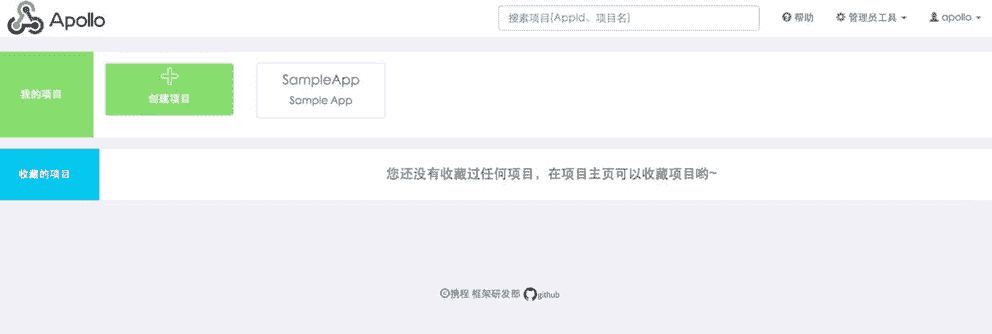 Apollo
搜索项目(AppId、项目名)
帮助
管理员工具
apollo
我的项目
创建项目
SampleApp
Sample App
收藏的项目
您还没有收藏过任何项目，在项目主页可以收藏项目哟~
©携程 框架研发部 github